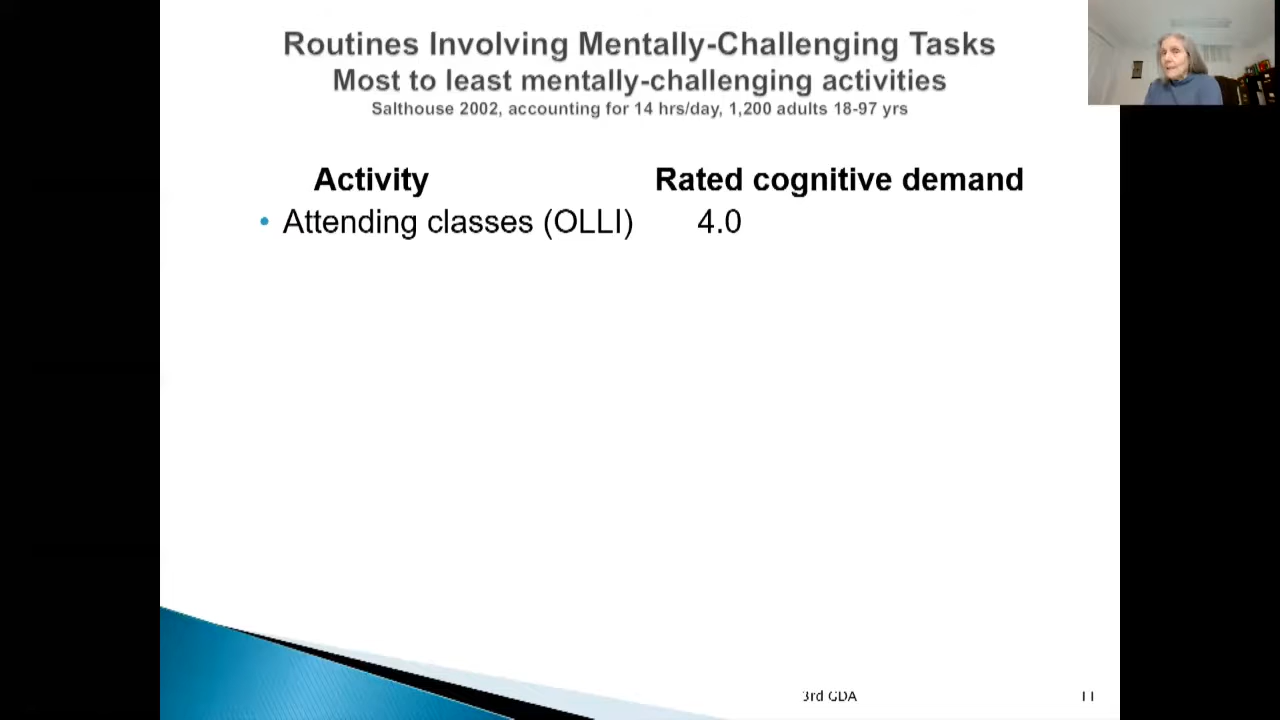 Routines Involving Mentally-Challenging Tasks
Most to least mentally-challenging activities
Salthouse 2002, accounting for 14 hrs/day, 1,200 adults 18-97 yrs
Activity Rated cognitive demand
• Attending classes (OLLI) 4.0
3rd GDA 11